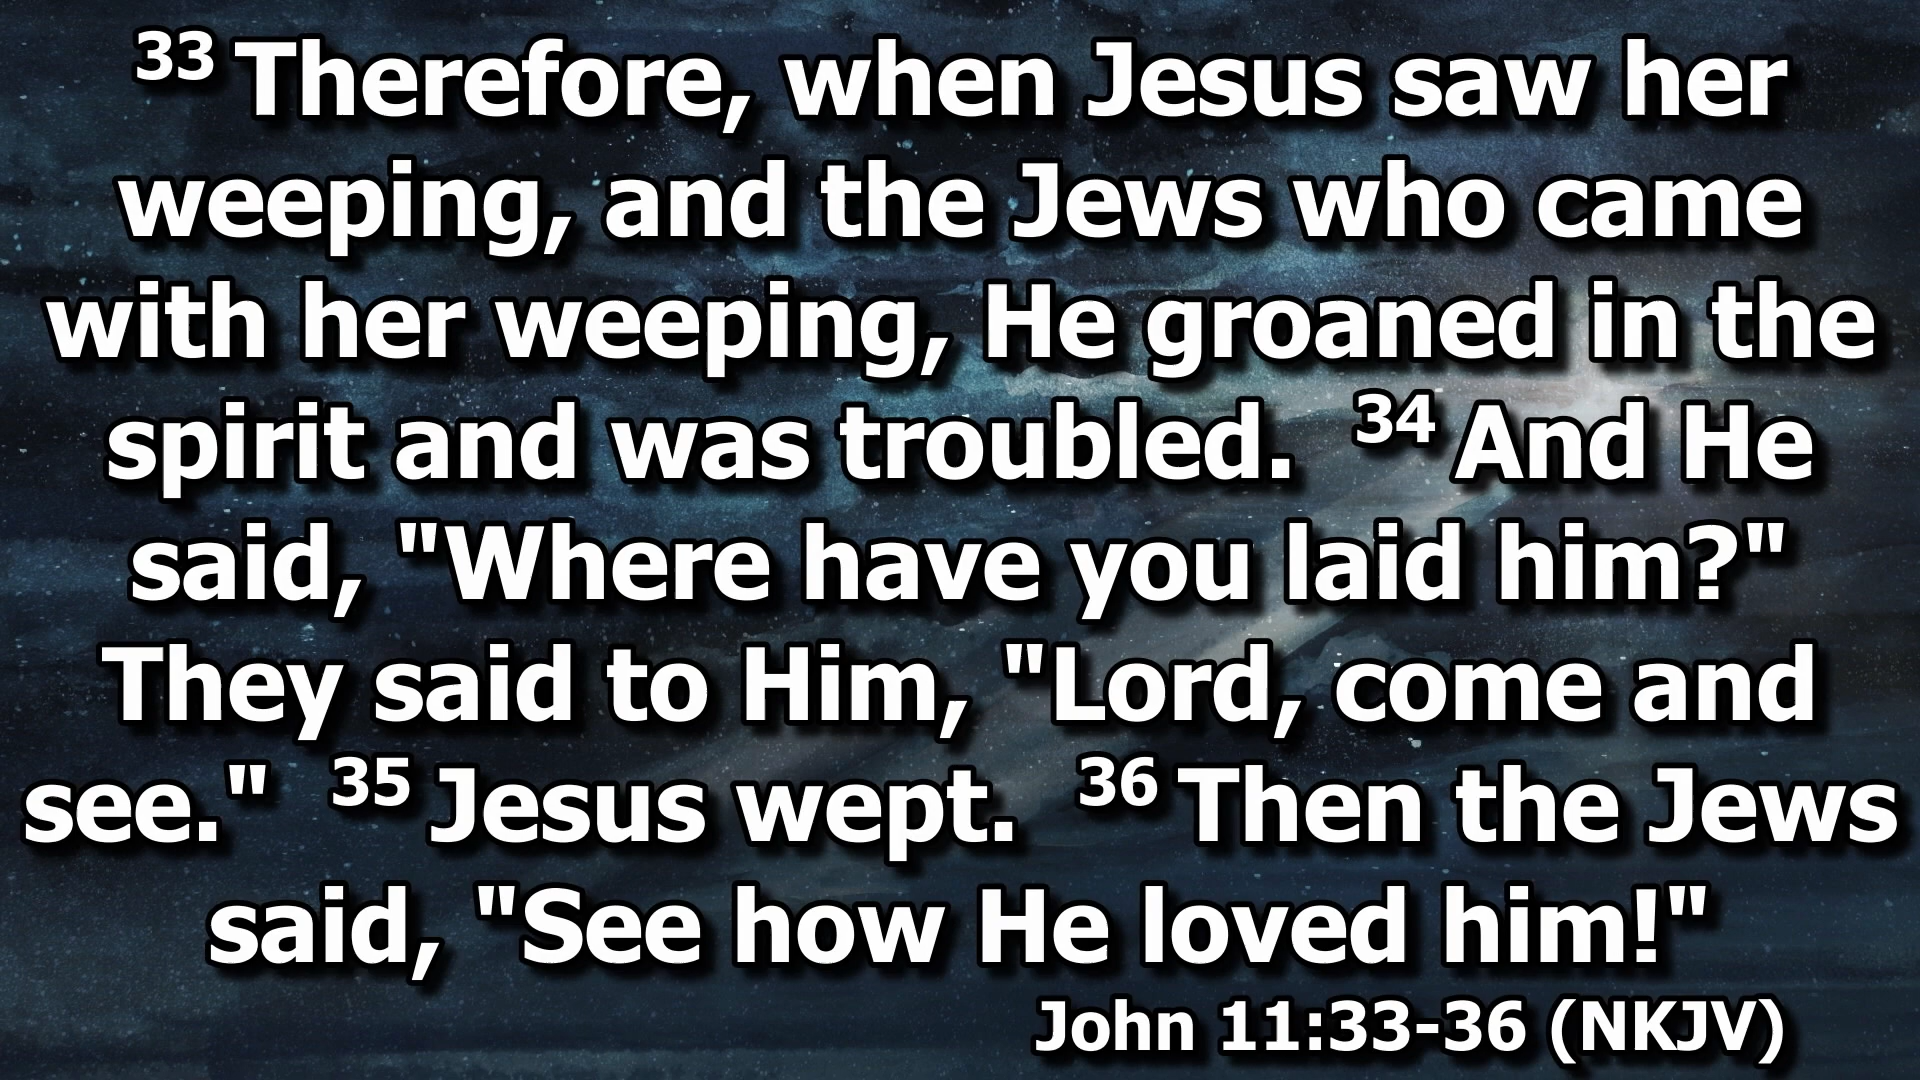 33 Therefore, when Jesus saw her
weeping, and the Jews who came
with her weeping, He groaned in the
spirit and was troubled. 34 And He
said, "Where have you laid him?"
They said to Him, "Lord, come and
see." 35 Jesus wept. 36 Then the Jews
said, "See how He loved him!"
John 11:33-36 (NKJV)